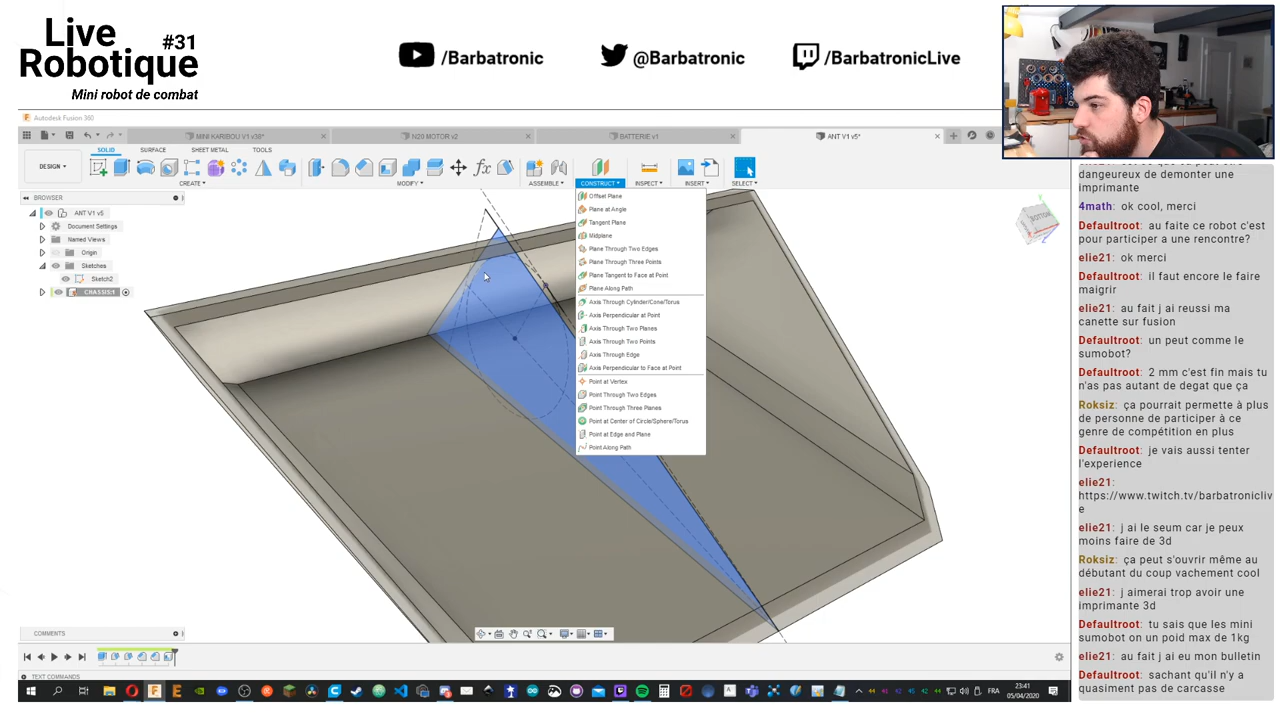 Live
Robotique #31
Mini robot de combat
/Barbatronic
@Barbatronic
/BarbatronicLive
Autodesk Fusion 360
MINI KARIBOU V1 v38*
N20 MOTOR v2
BATTERIE v1
ANT V1 v5*
SOLID SURFACE SHEET METAL TOOLS
DESIGN
CREATE MODIFY ASSEMBLE CONSTRUCT INSPECT INSERT SELECT
BROWSER
ANT V1 v5
Document Settings
Named Views
Origin
Sketches
Sketch2
CHASSIS:1
Offset Plane
Plane at Angle
Tangent Plane
Midplane
Plane Through Two Edges
Plane Through Three Points
Plane Tangent to Face at Point
Plane Along Path
Axis Through Cylinder/Cone/Torus
Axis Perpendicular at Point
Axis Through Two Planes
Axis Through Two Points
Axis Through Edge
Axis Perpendicular to Face at Point
Point at Vertex
Point Through Two Edges
Point Through Three Planes
Point at Center of Circle/Sphere/Torus
Point at Edge and Plane
Point Along Path
BOTTOM
COMMENTS
TEXT COMMANDS
FRA
23:41
05/04/2020
dangeureux de demonter une
imprimante
4math: ok cool, merci
Defaultroot: au faite ce robot c'est
pour participer a une rencontre?
elie21: ok merci
Defaultroot: il faut encore le faire
maigrir
elie21: au fait j ai reussi ma
canette sur fusion
Defaultroot: un peut comme le
sumobot?
Defaultroot: 2 mm c'est fin mais tu
n'as pas autant de degat que ça
Roksiz: ça pourrait permette à plus
de personne de participer à ce
genre de compétition en plus
Defaultroot: je vais aussi tenter
l'experience
elie21:
https://www.twitch.tv/barbatronicliv
e
elie21: j ai le seum car je peux
moins faire de 3d
Roksiz: ça peut s'ouvrir même au
débutant du coup vachement cool
elie21: j aimerai trop avoir une
imprimante 3d
Defaultroot: tu sais que les mini
sumobot on un poid max de 1kg
elie21: au fait j ai eu mon bulletin
Defaultroot: sachant qu'il n'y a
quasiment pas de carcasse